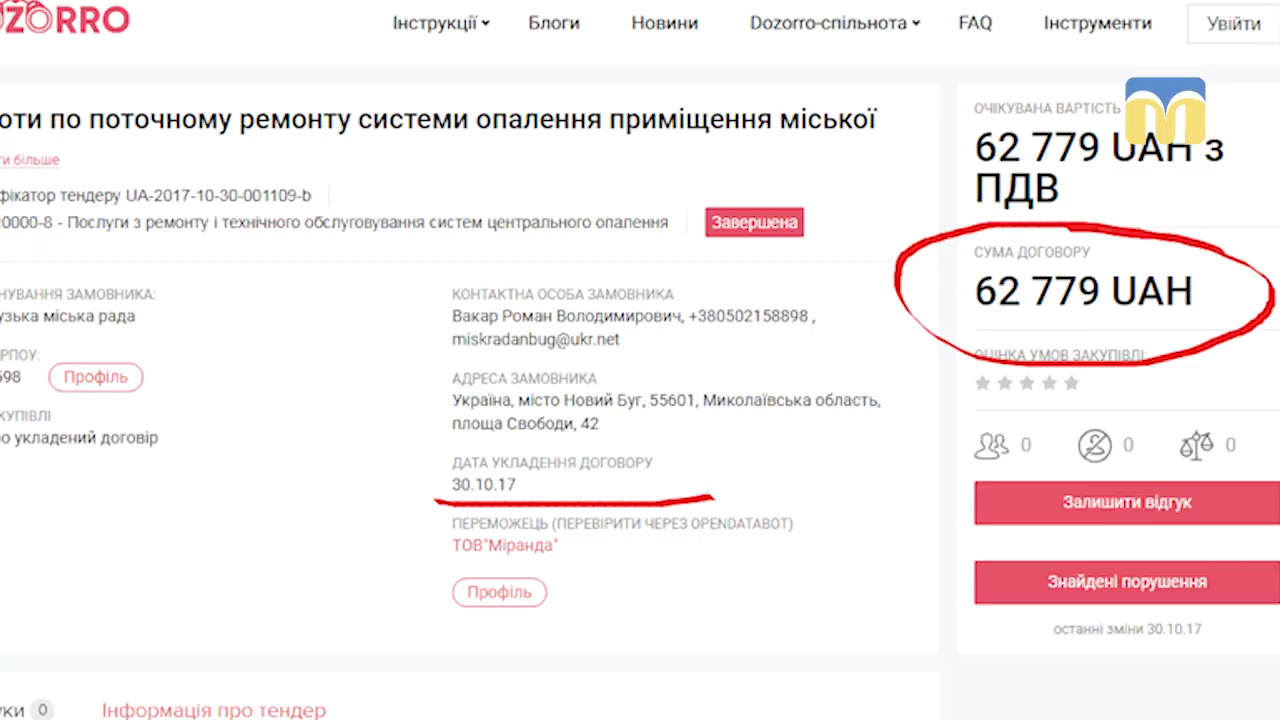 OZORRO
Інструкції Блоги Новини Dozorro-спільнота FAQ Інструменти Увійти
оти по поточному ремонту системи опалення приміщення міської
ти більше
фікатор тендеру UA-2017-10-30-001109-b
0000-8 - Послуги з ремонту і технічного обслуговування систем центрального опалення
Завершена
НУВАННЯ ЗАМОВНИКА:
узька міська рада
РПОУ:
598 Профіль
КУПІВЛІ
ро укладений договір
КОНТАКТНА ОСОБА ЗАМОВНИКА
Вакар Роман Володимирович, +380502158898 ,
miskradanbug@ukr.net
АДРЕСА ЗАМОВНИКА
Україна, місто Новий Буг, 55601, Миколаївська область,
площа Свободи, 42
ДАТА УКЛАДЕННЯ ДОГОВОРУ
30.10.17
ПЕРЕМОЖЕЦЬ (ПЕРЕВІРИТИ ЧЕРЕЗ OPENDATABOT)
ТОВ"Міранда"
Профіль
ОЧІКУВАНА ВАРТІСТЬ
62 779 UAH з
ПДВ
СУМА ДОГОВОРУ
62 779 UAH
ОЦІНКА УМОВ ЗАКУПІВЛІ:
0 0 0
Залишити відгук
Знайдені порушення
останні зміни 30.10.17
уки 0 Інформація про тендер